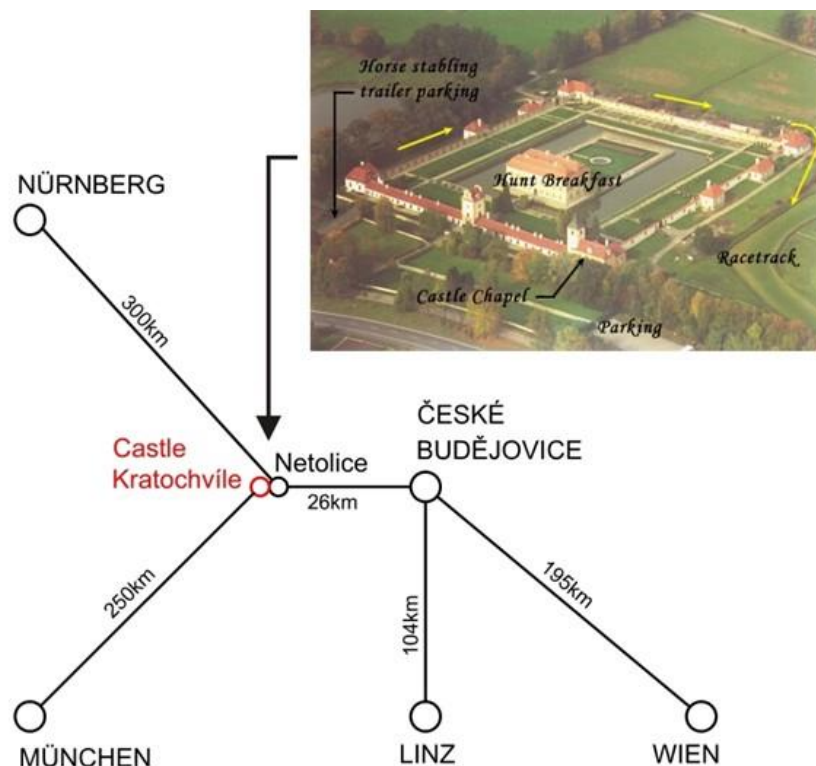 Horse stabling
trailer parking
Hunt Breakfast
Racetrack
Castle Chapel
Parking
NÜRNBERG
300km
ČESKÉ
BUDĚJOVICE
Castle
Kratochvíle
Netolice
26km
250km
104km
195km
MÜNCHEN
LINZ
WIEN